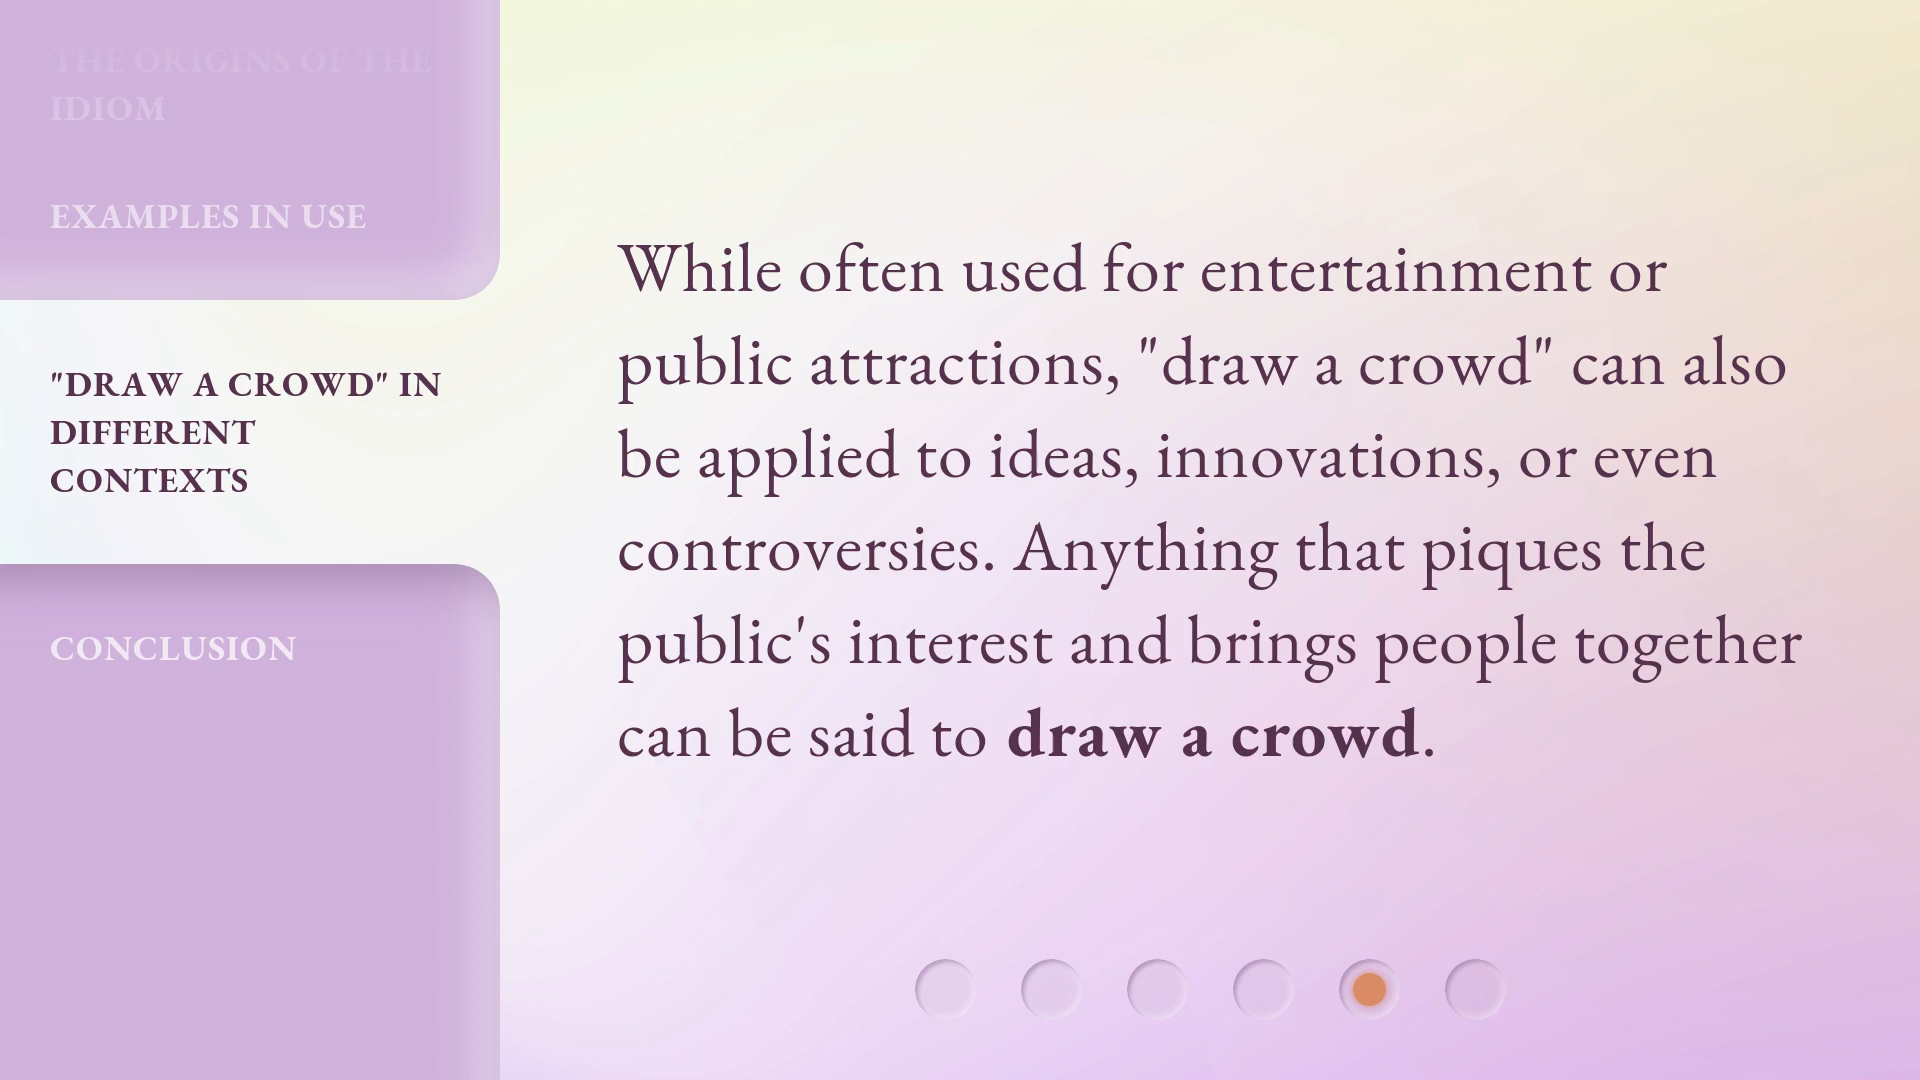 THE ORIGINS OF THE
IDIOM
EXAMPLES IN USE
"DRAW A CROWD" IN
DIFFERENT
CONTEXTS
CONCLUSION
While often used for entertainment or
public attractions, "draw a crowd" can also
be applied to ideas, innovations, or even
controversies. Anything that piques the
public's interest and brings people together
can be said to draw a crowd.